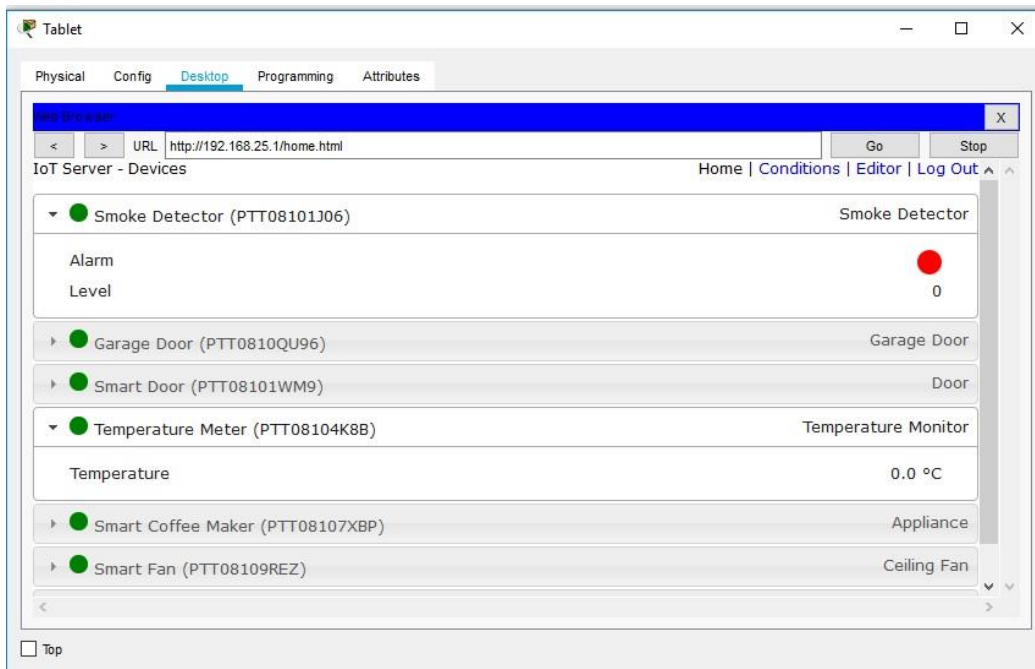 Tablet
Physical Config Desktop Programming Attributes
Web Browser X
< > URL http://192.168.25.1/home.html Go Stop
IoT Server - Devices Home | Conditions | Editor | Log Out
Smoke Detector (PTT08101J06) Smoke Detector
Alarm
Level 0
Garage Door (PTT0810QU96) Garage Door
Smart Door (PTT08101WM9) Door
Temperature Meter (PTT08104K8B) Temperature Monitor
Temperature 0.0 °C
Smart Coffee Maker (PTT08107XBP) Appliance
Smart Fan (PTT08109REZ) Ceiling Fan
Top